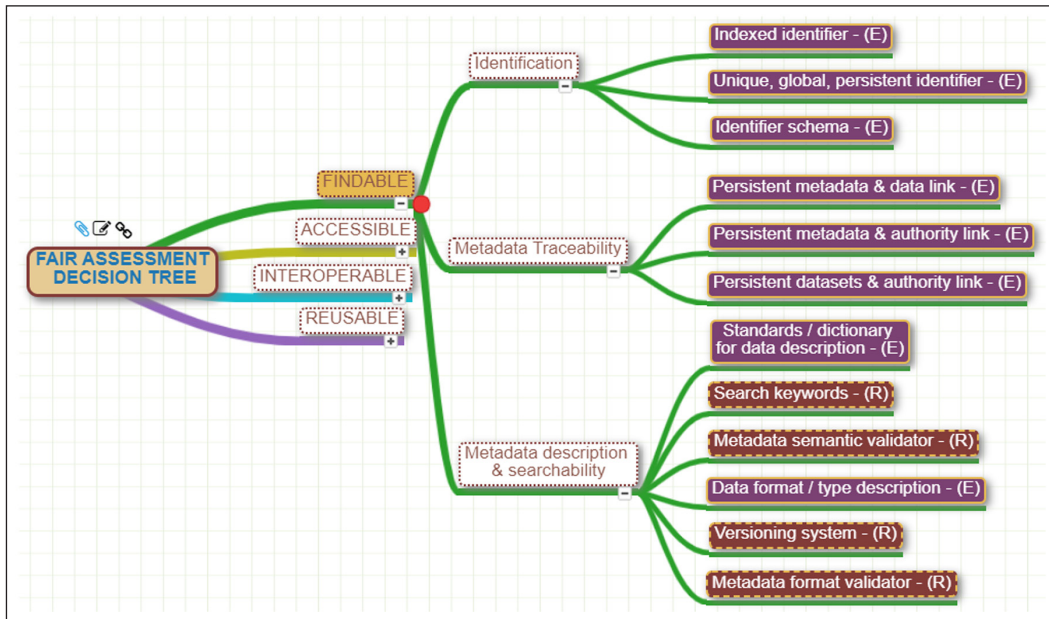 FAIR ASSESSMENT
DECISION TREE
FINDABLE
ACCESSIBLE
INTEROPERABLE
REUSABLE
Identification
Indexed identifier - (E)
Unique, global, persistent identifier - (E)
Identifier schema - (E)
Metadata Traceability
Persistent metadata & data link - (E)
Persistent metadata & authority link - (E)
Persistent datasets & authority link - (E)
Metadata description
& searchability
Standards / dictionary
for data description - (E)
Search keywords - (R)
Metadata semantic validator - (R)
Data format / type description - (E)
Versioning system - (R)
Metadata format validator - (R)